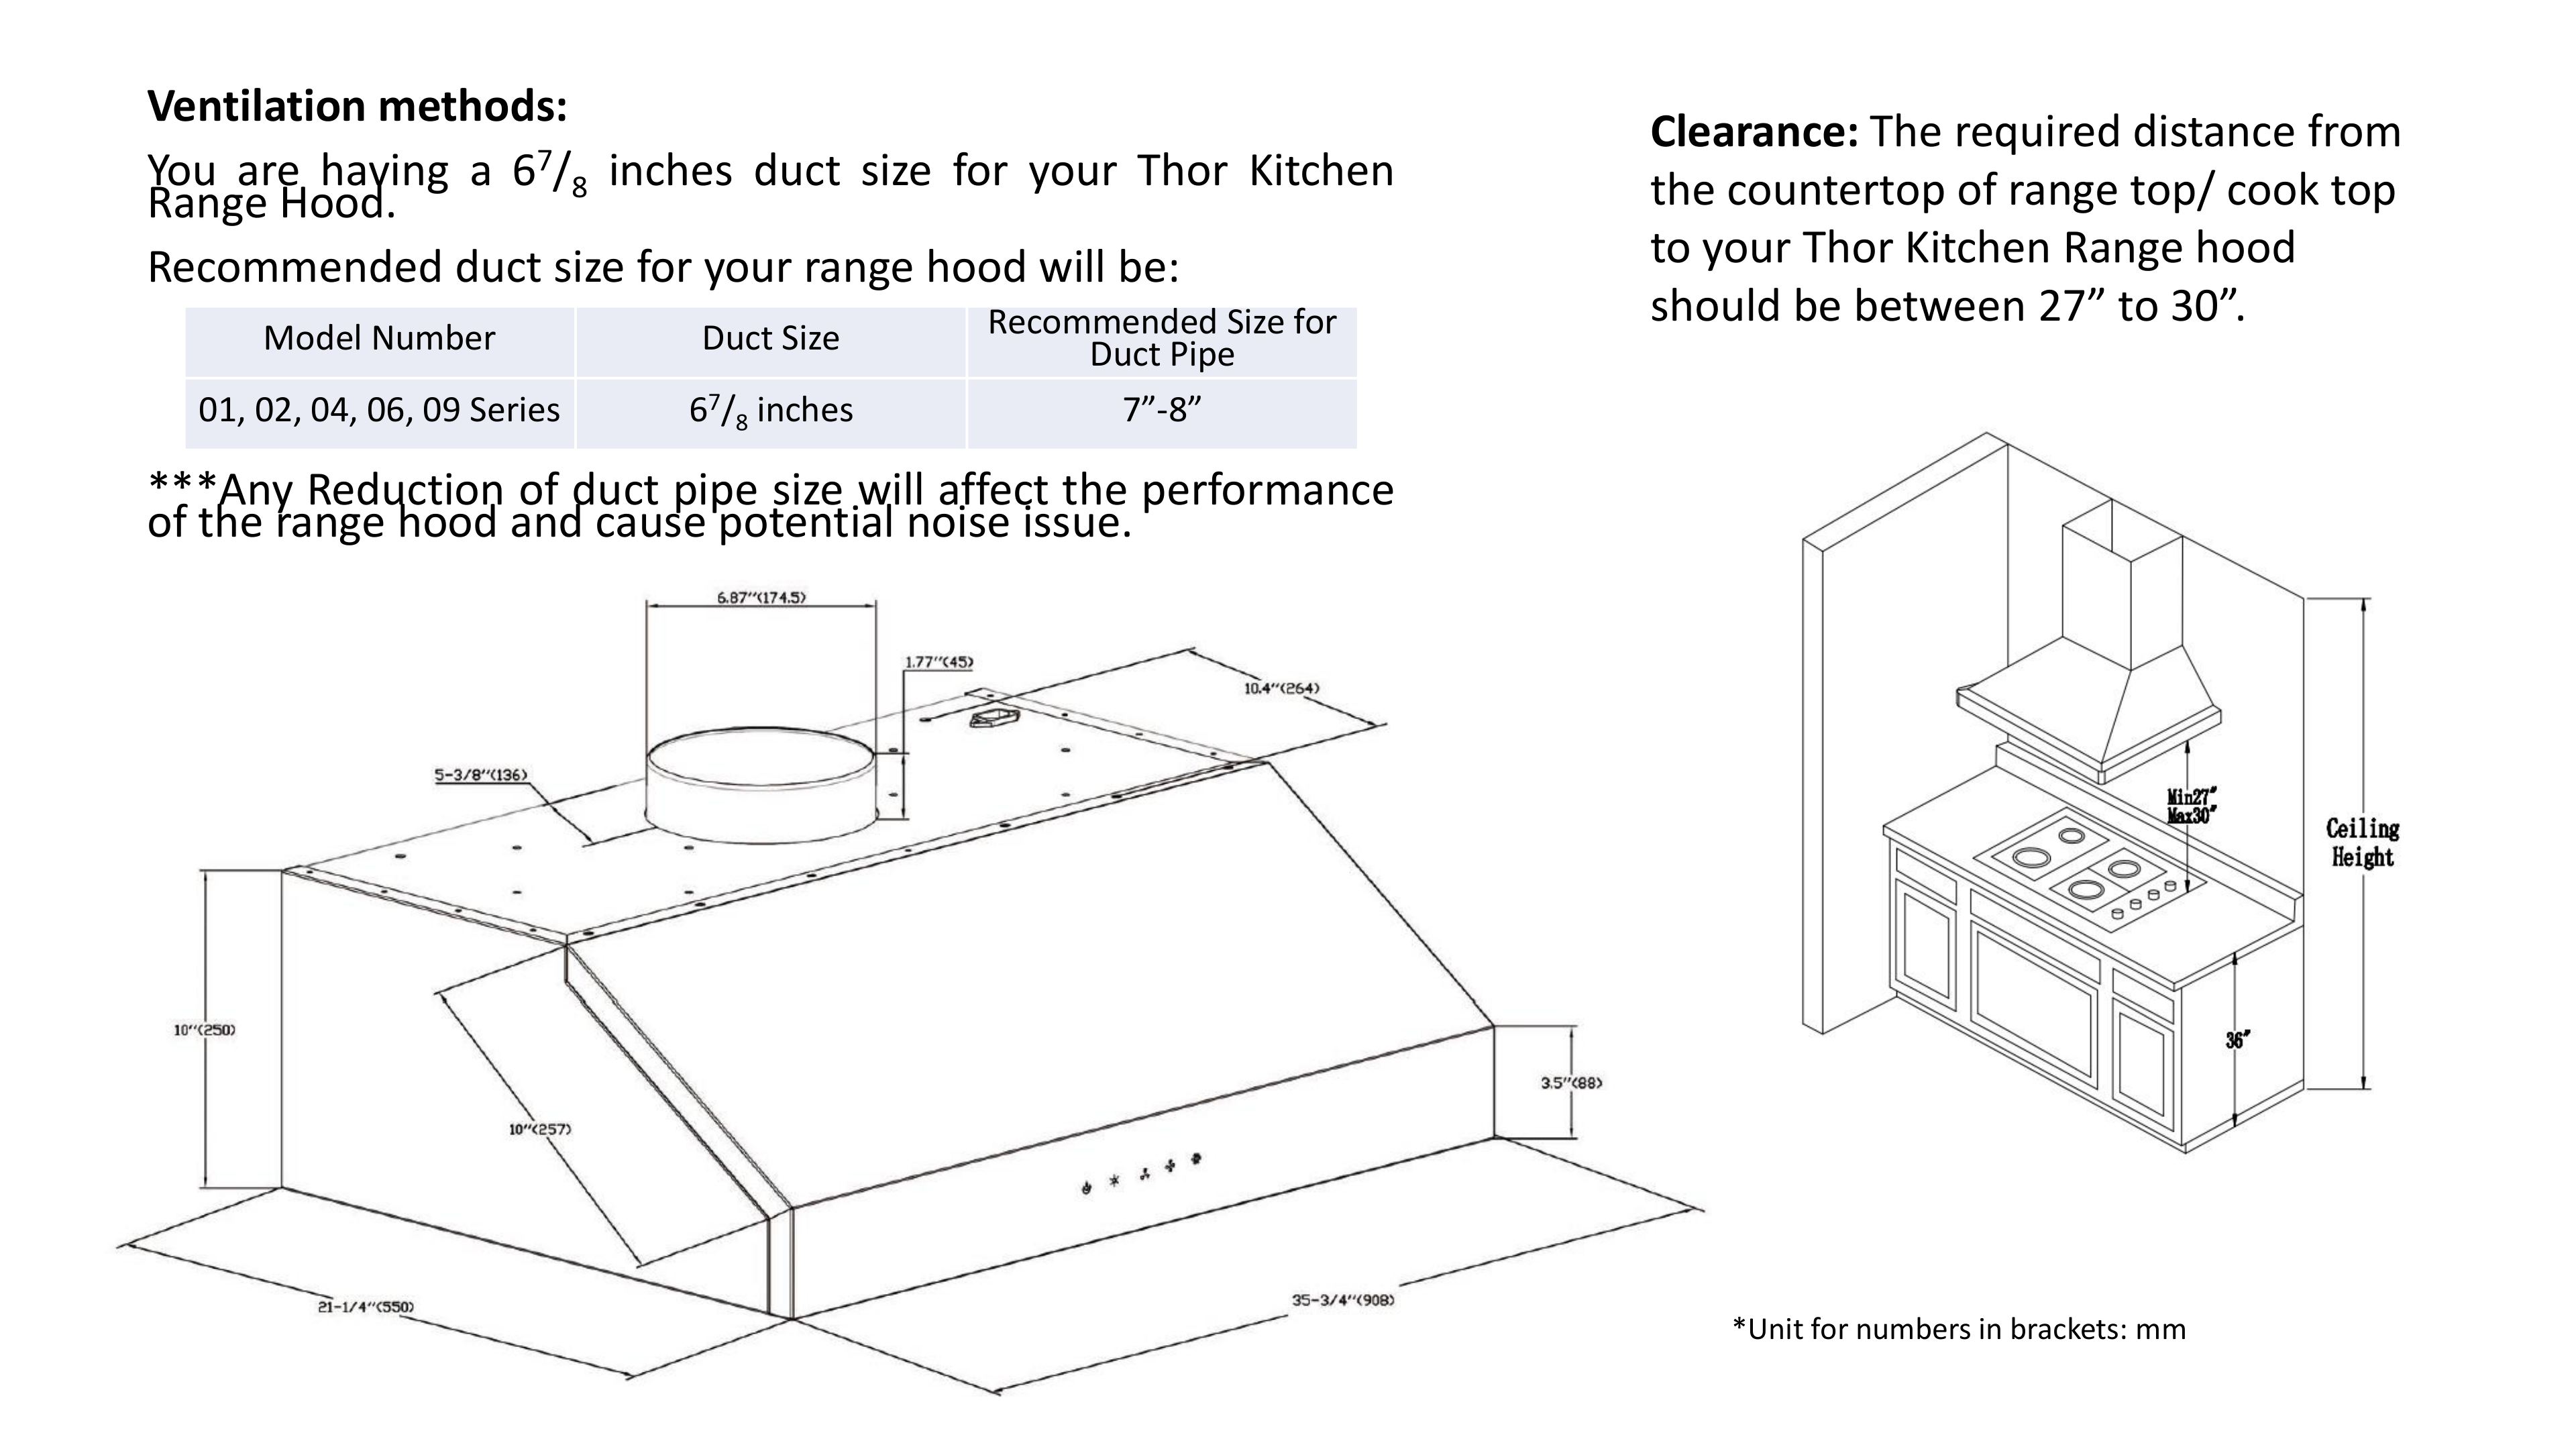 Ventilation methods:
You are having a 6⁷/₈ inches duct size for your Thor Kitchen
Range Hood.
Recommended duct size for your range hood will be:
Model Number
Duct Size
Recommended Size for
Duct Pipe
01, 02, 04, 06, 09 Series
6⁷/₈ inches
7”-8”
***Any Reduction of duct pipe size will affect the performance
of the range hood and cause potential noise issue.
Clearance: The required distance from
the countertop of range top/ cook top
to your Thor Kitchen Range hood
should be between 27” to 30”.
6.87''(174.5)
1.77''(45)
10.4''(264)
5-3/8''(136)
10''(250)
10''(257)
3.5''(88)
21-1/4''(550)
35-3/4''(908)
Min27"
Max30"
Ceiling
Height
36"
*Unit for numbers in brackets: mm